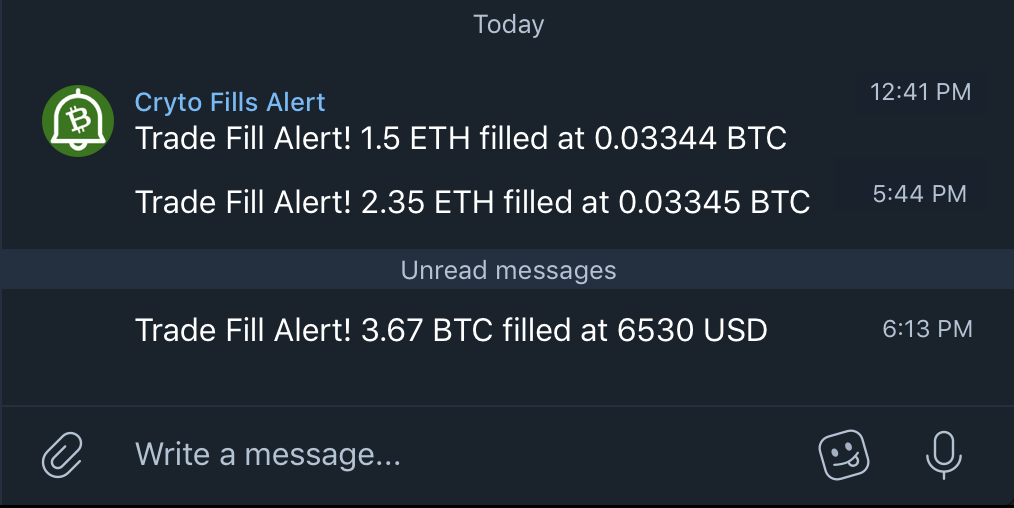 Today
Cryto Fills Alert
12:41 PM
Trade Fill Alert! 1.5 ETH filled at 0.03344 BTC
Trade Fill Alert! 2.35 ETH filled at 0.03345 BTC
5:44 PM
Unread messages
Trade Fill Alert! 3.67 BTC filled at 6530 USD
6:13 PM
Write a message...